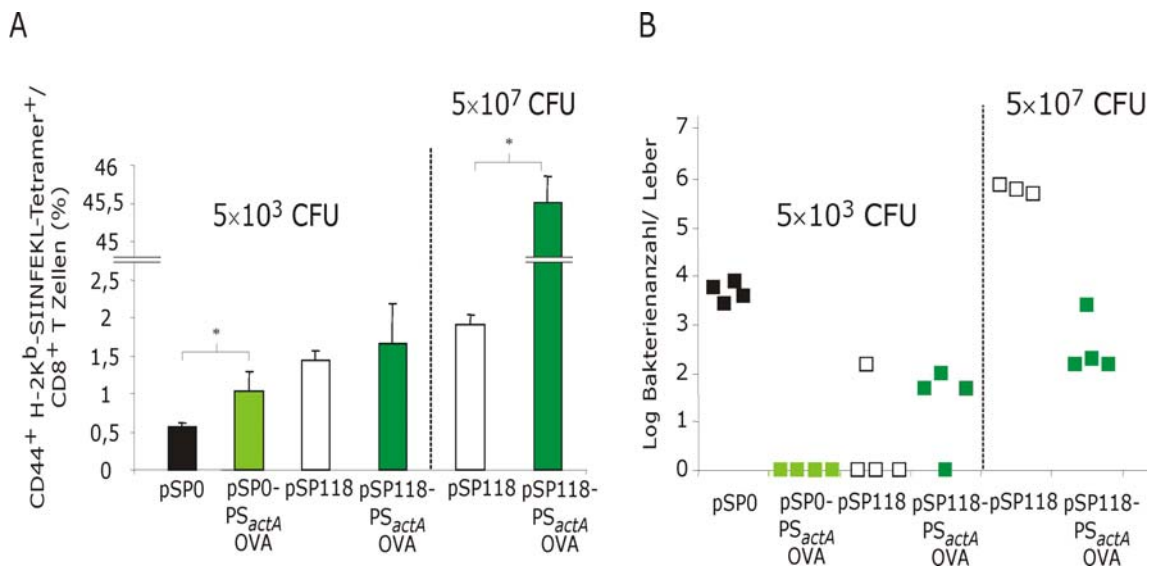 A
CD44+ H-2Kb-SIINFEKL-Tetramer+/
CD8+ T Zellen (%)
46
45,5
45
2,5
2
1,5
1
0,5
0
5×10³ CFU
5×10⁷ CFU
*
*
pSP0
pSP0-
PSactA
OVA
pSP118
pSP118-
PSactA
OVA
pSP118
pSP118-
PSactA
OVA
B
Log Bakterienanzahl/ Leber
7
6
5
4
3
2
1
0
5×10³ CFU
5×10⁷ CFU
pSP0
pSP0-
PSactA
OVA
pSP118
pSP118-
PSactA
OVA
pSP118
pSP118-
PSactA
OVA